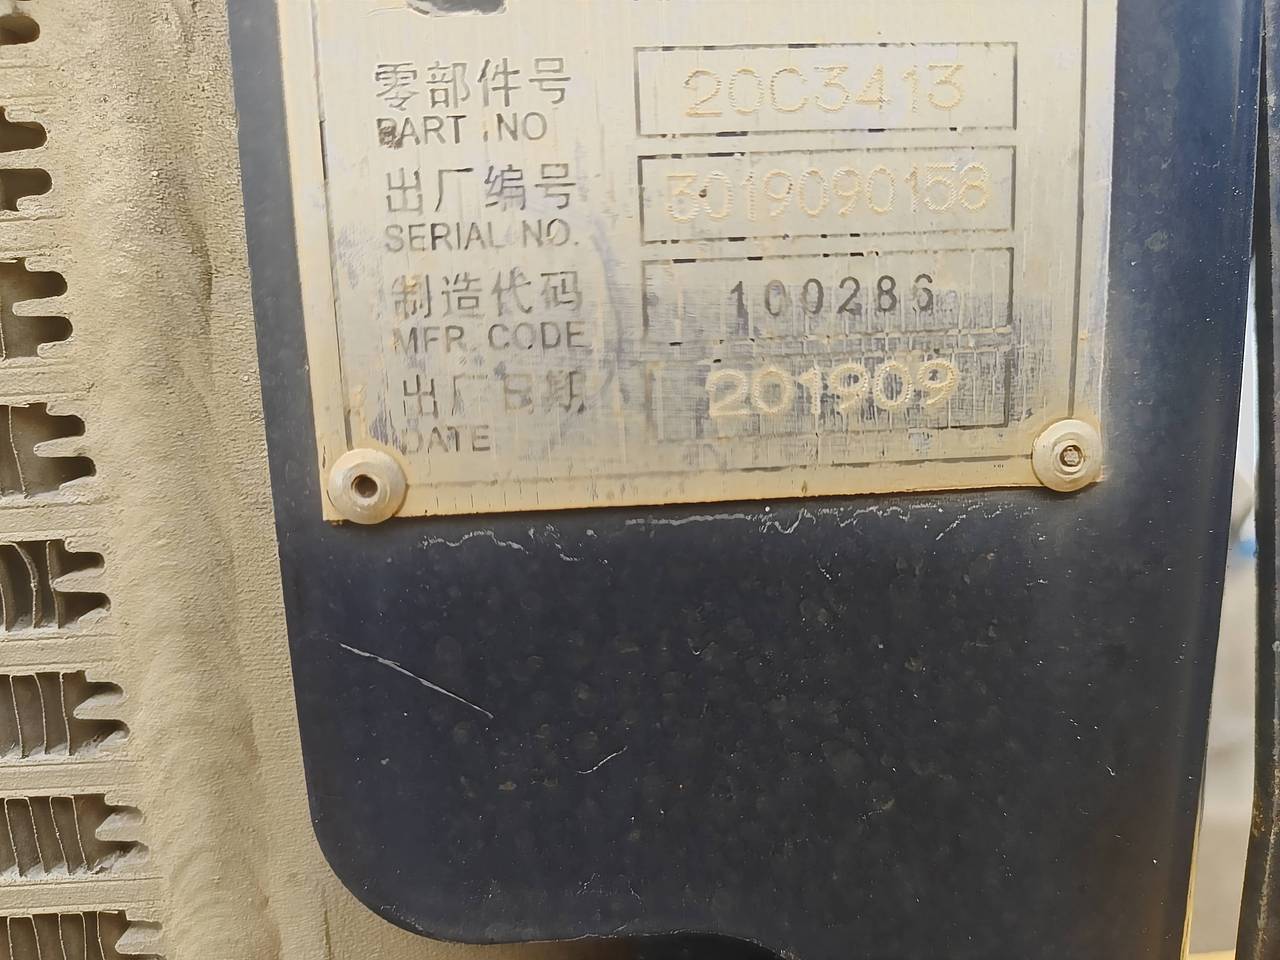 零部件号 20C3413
PART NO
出厂编号 3019090158
SERIAL NO.
制造代码 100286
MFR. CODE
出厂日期 201909
DATE